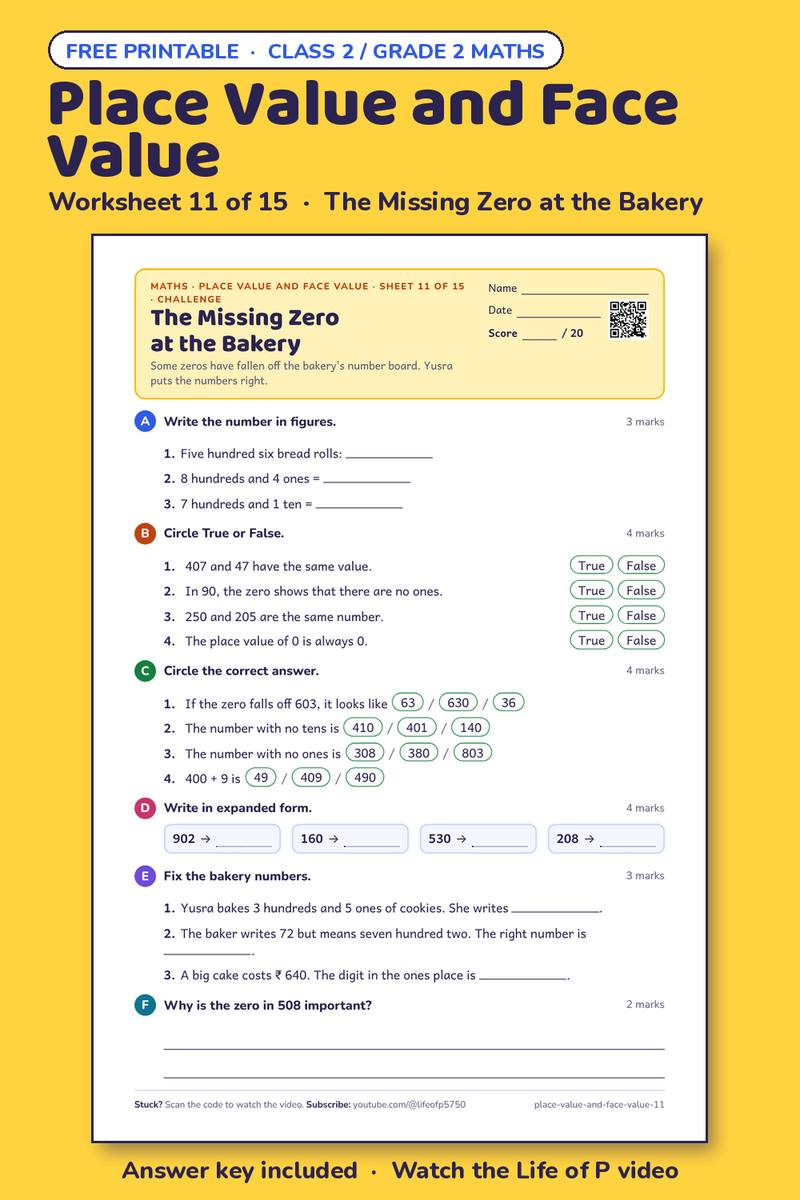 FREE PRINTABLE · CLASS 2 / GRADE 2 MATHS
Place Value and Face
Value
Worksheet 11 of 15 · The Missing Zero at the Bakery
MATHS · PLACE VALUE AND FACE VALUE · SHEET 11 OF 15
· CHALLENGE
The Missing Zero
at the Bakery
Some zeros have fallen off the bakery's number board. Yusra
puts the numbers right.
Name ____
Date ____
Score ____ / 20
A Write the number in figures. 3 marks
1. Five hundred six bread rolls: ____
2. 8 hundreds and 4 ones = ____
3. 7 hundreds and 1 ten = ____
B Circle True or False. 4 marks
1. 407 and 47 have the same value. True False
2. In 90, the zero shows that there are no ones. True False
3. 250 and 205 are the same number. True False
4. The place value of 0 is always 0. True False
C Circle the correct answer. 4 marks
1. If the zero falls off 603, it looks like 63 / 630 / 36
2. The number with no tens is 410 / 401 / 140
3. The number with no ones is 308 / 380 / 803
4. 400 + 9 is 49 / 409 / 490
D Write in expanded form. 4 marks
902 → ____ 160 → ____ 530 → ____ 208 → ____
E Fix the bakery numbers. 3 marks
1. Yusra bakes 3 hundreds and 5 ones of cookies. She writes ____.
2. The baker writes 72 but means seven hundred two. The right number is
____.
3. A big cake costs ₹ 640. The digit in the ones place is ____.
F Why is the zero in 508 important? 2 marks
Stuck? Scan the code to watch the video. Subscribe: youtube.com/@lifeofp5750 place-value-and-face-value-11
Answer key included · Watch the Life of P video